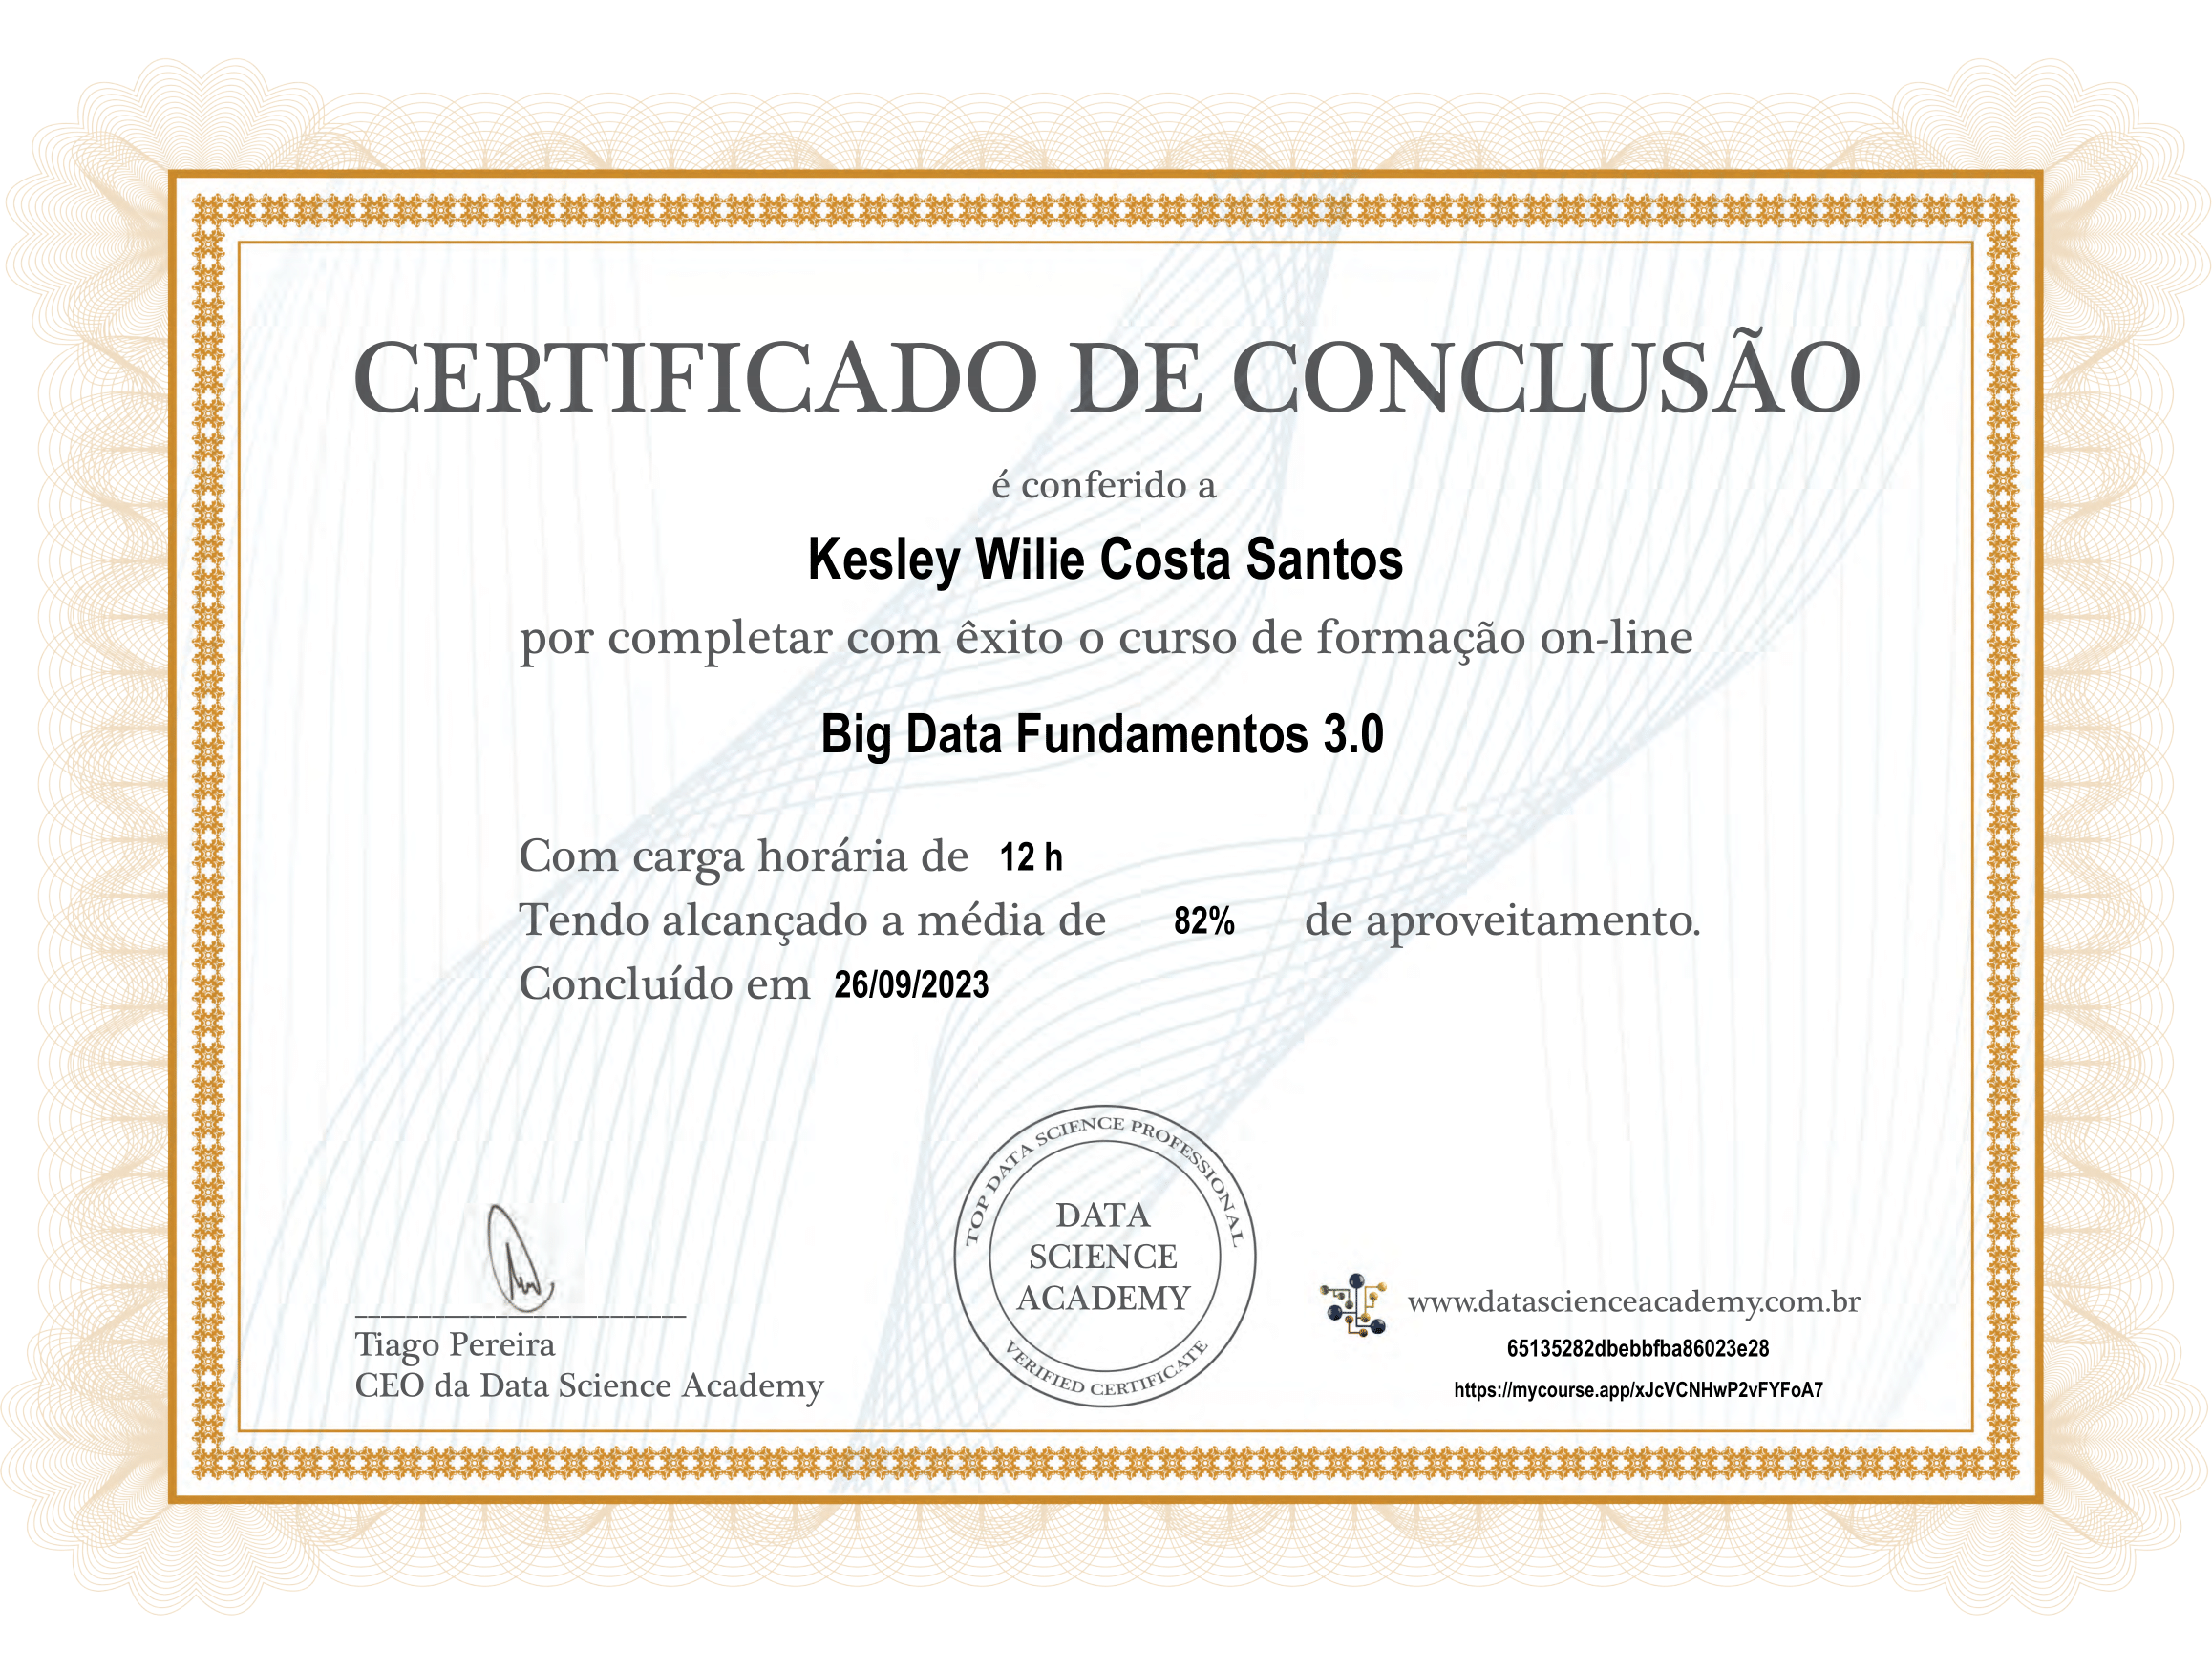 CERTIFICADO DE CONCLUSÃO
é conferido a
Kesley Wilie Costa Santos
por completar com êxito o curso de formação on-line
Big Data Fundamentos 3.0
Com carga horária de 12 h
Tendo alcançado a média de 82% de aproveitamento.
Concluído em 26/09/2023
TOP DATA SCIENCE PROFESSIONAL
DATA
SCIENCE
ACADEMY
VERIFIED CERTIFICATE
Tiago Pereira
CEO da Data Science Academy
www.datascienceacademy.com.br
65135282dbebbfba86023e28
https://mycourse.app/xJcVCNHwP2vFYFoA7